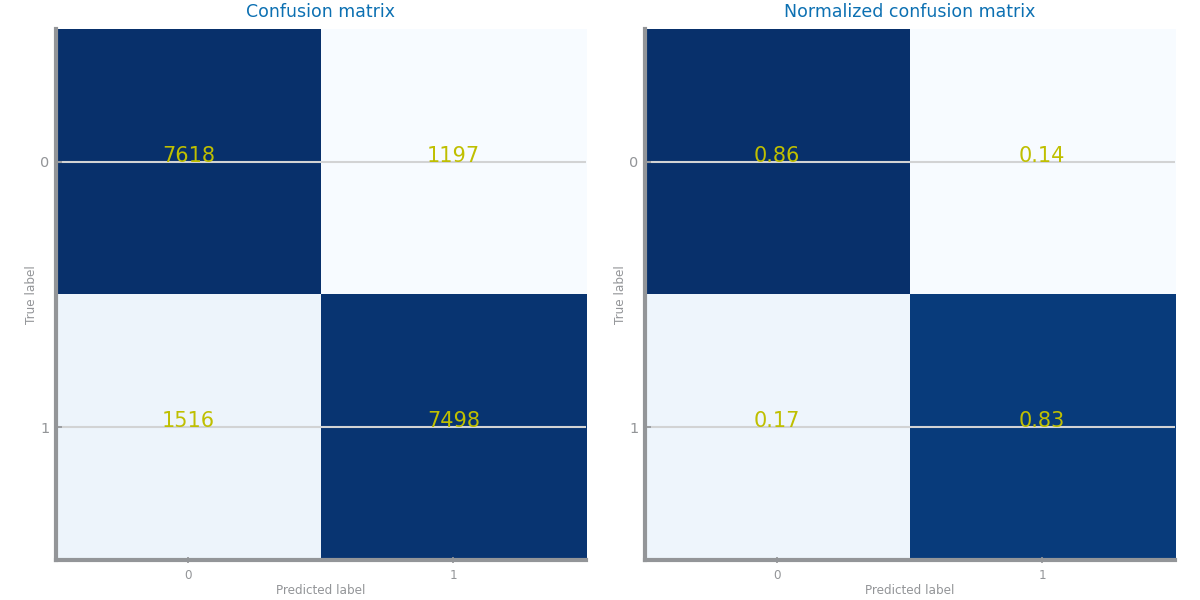 Confusion matrix
0
7618
1197
True label
1
1516
7498
0
1
Predicted label
Normalized confusion matrix
0
0.86
0.14
True label
1
0.17
0.83
0
1
Predicted label